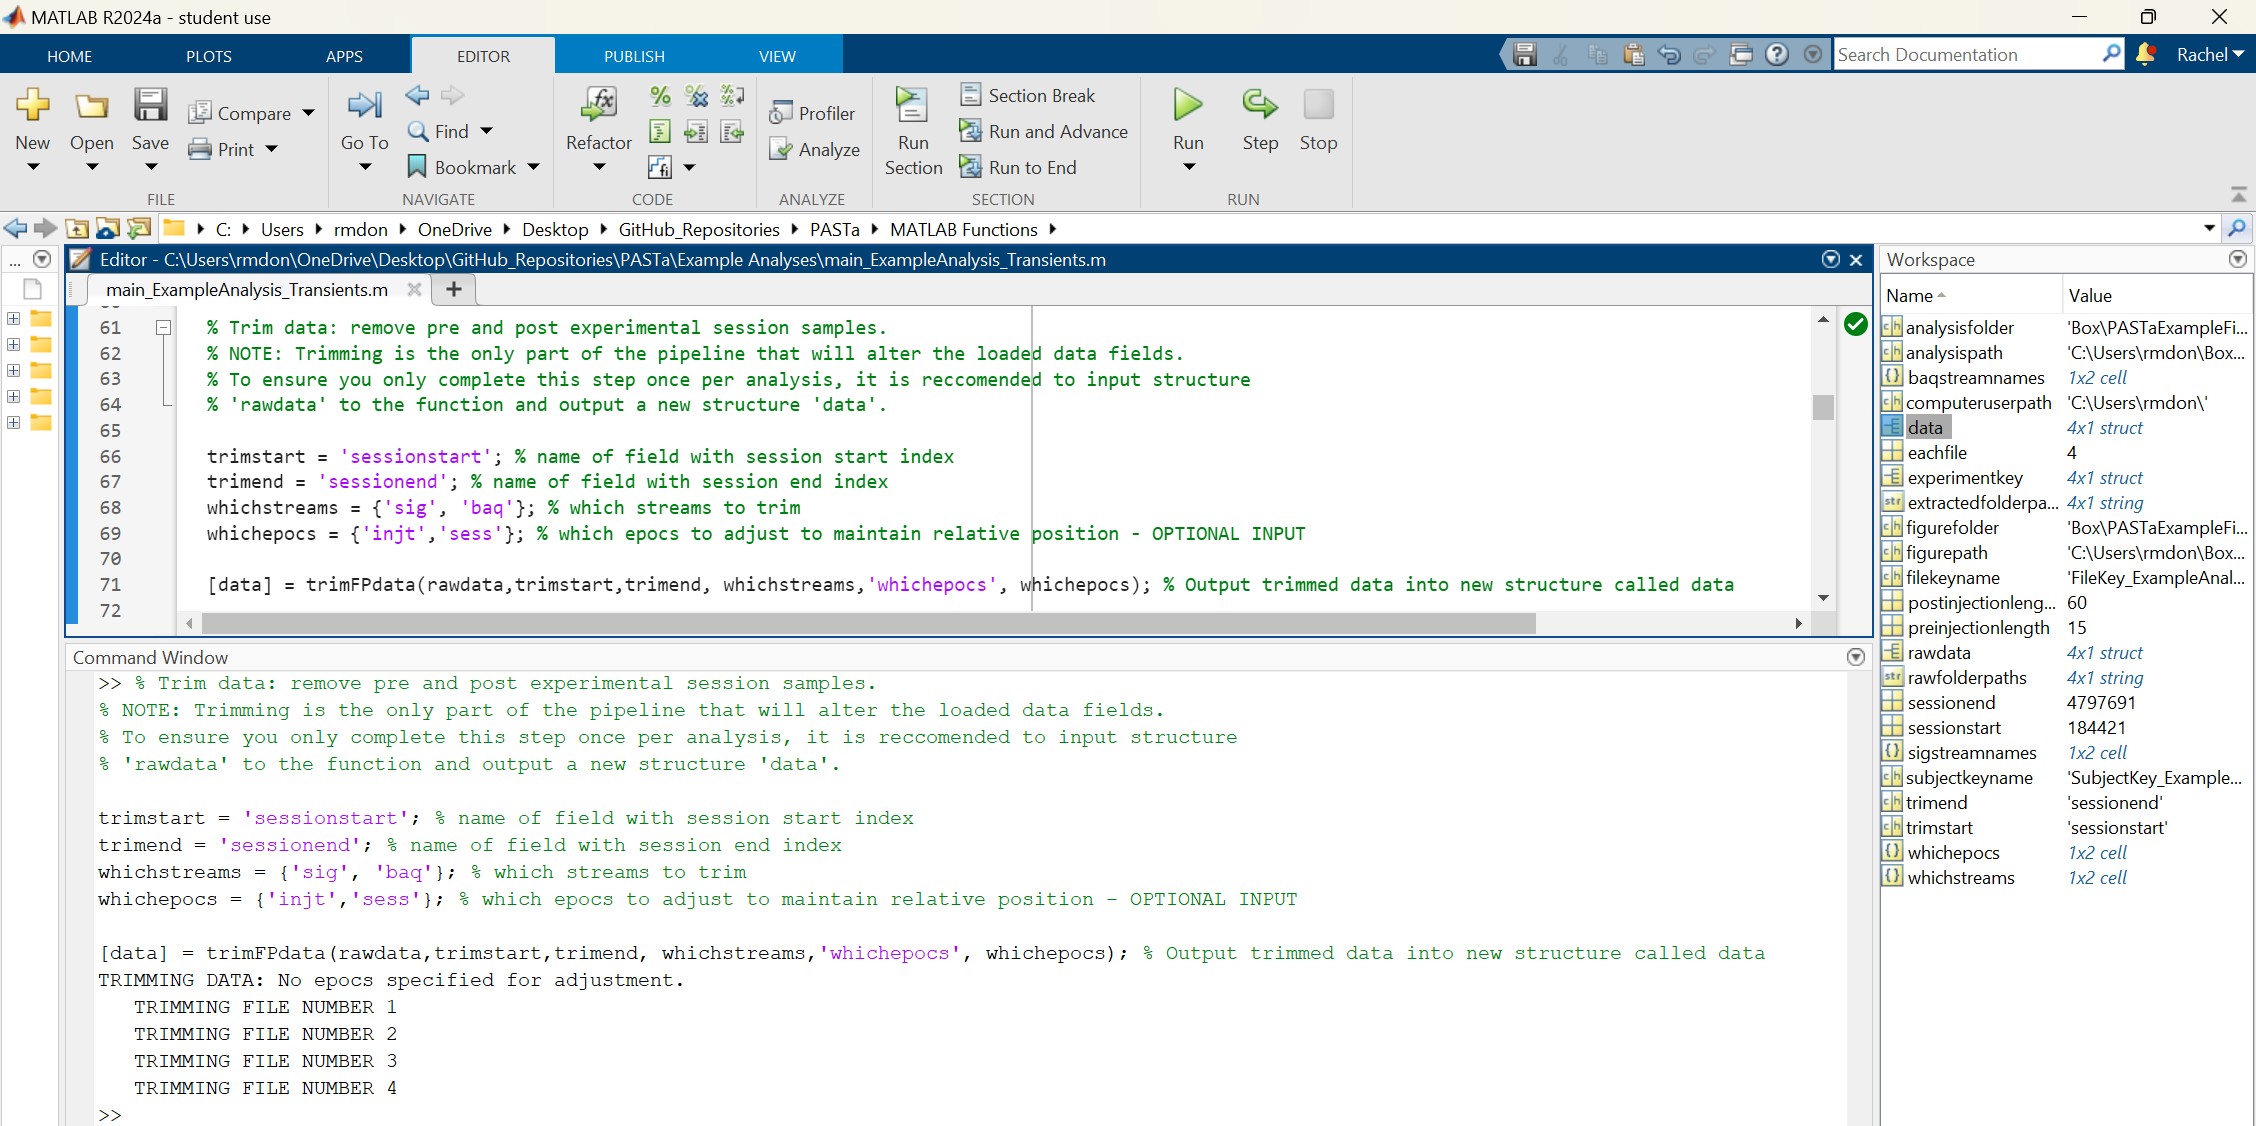 MATLAB R2024a - student use
HOME PLOTS APPS EDITOR PUBLISH VIEW
Search Documentation
Rachel
New
Open
Save
Compare
Print
FILE
Go To
Find
Bookmark
NAVIGATE
Refactor
CODE
Profiler
Analyze
ANALYZE
Run
Section
Section Break
Run and Advance
Run to End
SECTION
Run
Step
Stop
RUN
C: Users rmdon OneDrive Desktop GitHub_Repositories PASTa MATLAB Functions
...
Editor - C:\Users\rmdon\OneDrive\Desktop\GitHub_Repositories\PASTa\Example Analyses\main_ExampleAnalysis_Transients.m
main_ExampleAnalysis_Transients.m
61 % Trim data: remove pre and post experimental session samples.
62 % NOTE: Trimming is the only part of the pipeline that will alter the loaded data fields.
63 % To ensure you only complete this step once per analysis, it is reccomended to input structure
64 % 'rawdata' to the function and output a new structure 'data'.
65
66 trimstart = 'sessionstart'; % name of field with session start index
67 trimend = 'sessionend'; % name of field with session end index
68 whichstreams = {'sig', 'baq'}; % which streams to trim
69 whichepocs = {'injt','sess'}; % which epocs to adjust to maintain relative position - OPTIONAL INPUT
70
71 [data] = trimFPdata(rawdata,trimstart,trimend, whichstreams,'whichepocs', whichepocs); % Output trimmed data into new structure called data
72
Command Window
>> % Trim data: remove pre and post experimental session samples.
% NOTE: Trimming is the only part of the pipeline that will alter the loaded data fields.
% To ensure you only complete this step once per analysis, it is reccomended to input structure
% 'rawdata' to the function and output a new structure 'data'.
trimstart = 'sessionstart'; % name of field with session start index
trimend = 'sessionend'; % name of field with session end index
whichstreams = {'sig', 'baq'}; % which streams to trim
whichepocs = {'injt','sess'}; % which epocs to adjust to maintain relative position - OPTIONAL INPUT
[data] = trimFPdata(rawdata,trimstart,trimend, whichstreams,'whichepocs', whichepocs); % Output trimmed data into new structure called data
TRIMMING DATA: No epocs specified for adjustment.
TRIMMING FILE NUMBER 1
TRIMMING FILE NUMBER 2
TRIMMING FILE NUMBER 3
TRIMMING FILE NUMBER 4
>>
Workspace
Name Value
analysisfolder 'Box\PASTaExampleFi...
analysispath 'C:\Users\rmdon\Box...
baqstreamnames 1x2 cell
computeruserpath 'C:\Users\rmdon\'
data 4x1 struct
eachfile 4
experimentkey 4x1 struct
extractedfolderpa... 4x1 string
figurefolder 'Box\PASTaExampleFi...
figurepath 'C:\Users\rmdon\Box...
filekeyname 'FileKey_ExampleAnal...
postinjectionleng... 60
preinjectionlength 15
rawdata 4x1 struct
rawfolderpaths 4x1 string
sessionend 4797691
sessionstart 184421
sigstreamnames 1x2 cell
subjectkeyname 'SubjectKey_Example...
trimend 'sessionend'
trimstart 'sessionstart'
whichepocs 1x2 cell
whichstreams 1x2 cell